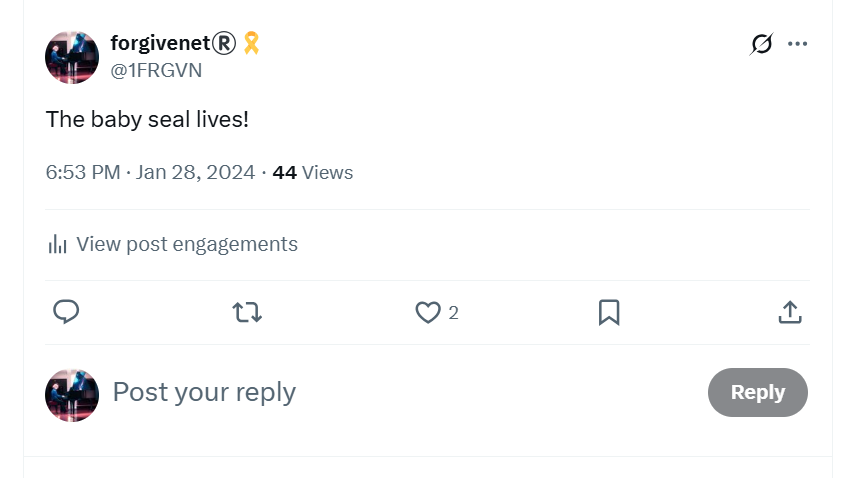 forgivenet®🎗
@1FRGVN
The baby seal lives!
6:53 PM · Jan 28, 2024 · 44 Views
View post engagements
2
Post your reply
Reply